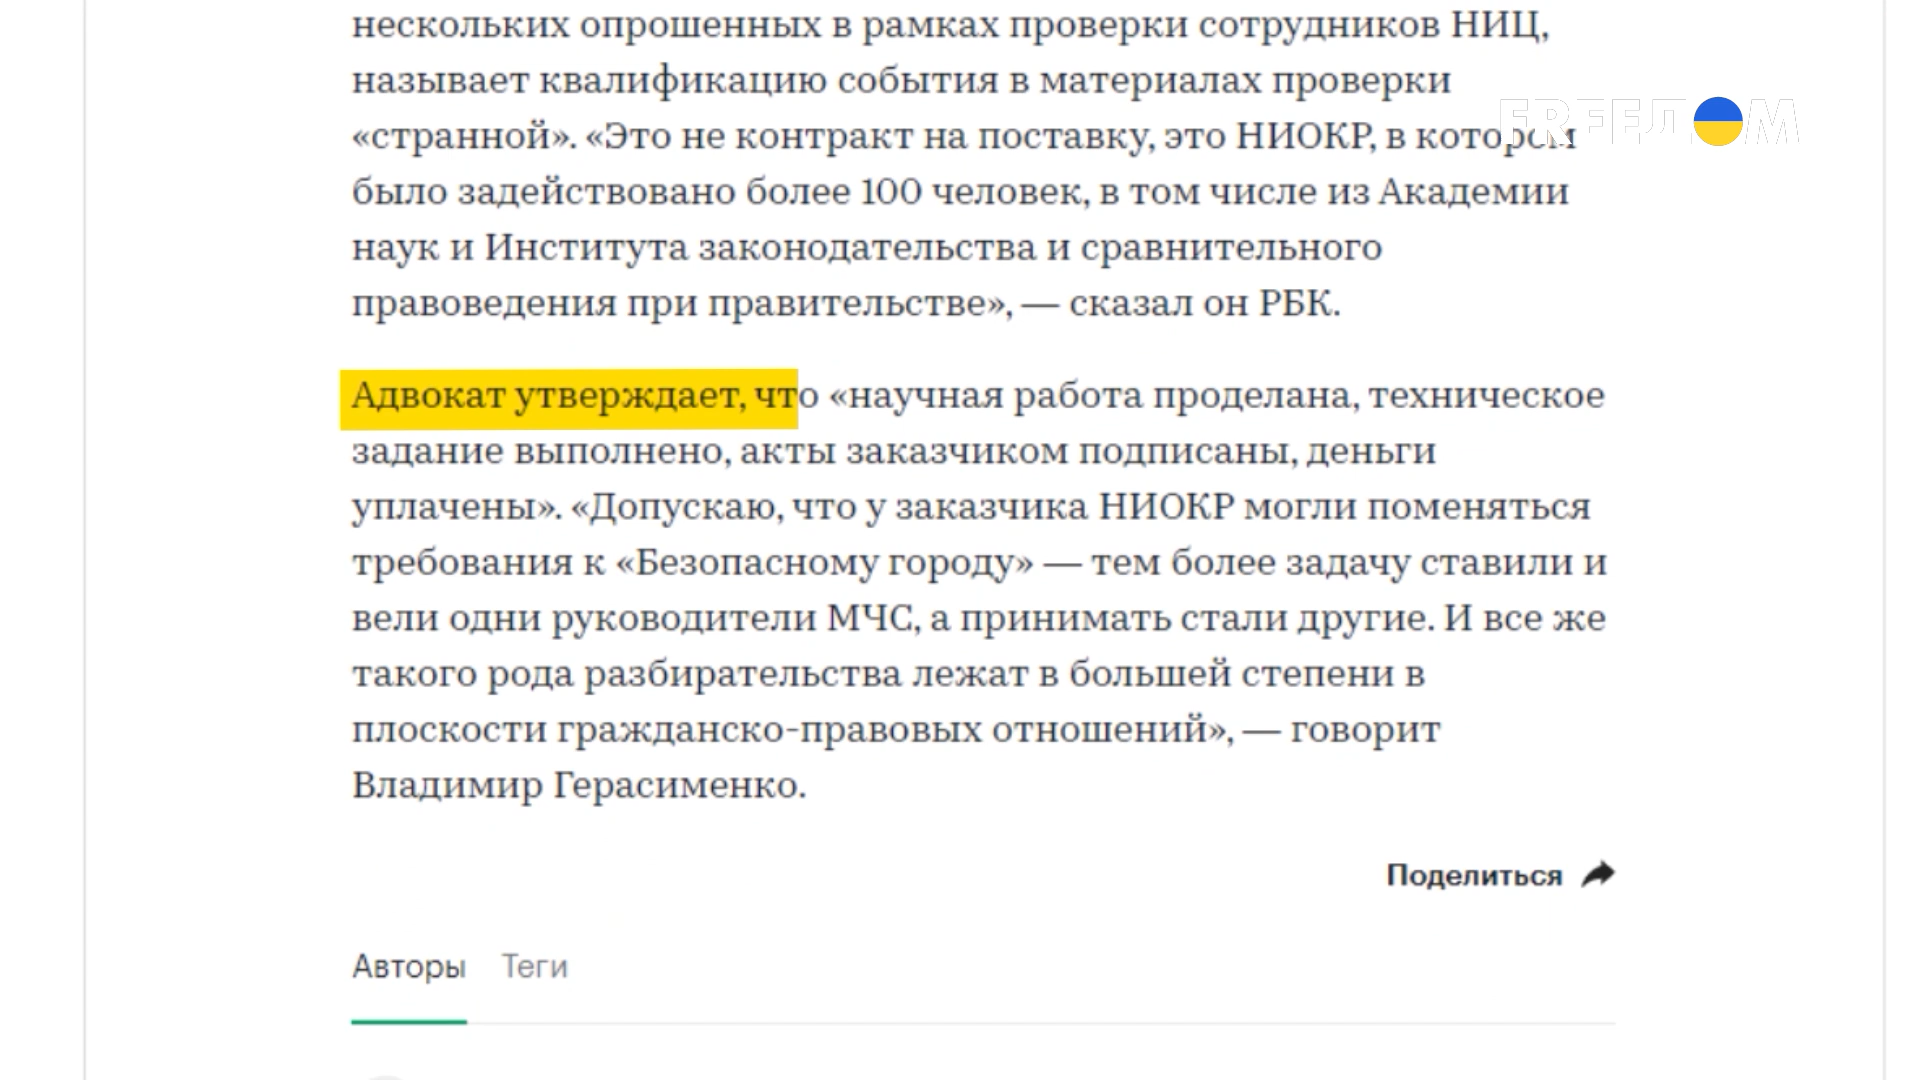 нескольких опрошенных в рамках проверки сотрудников НИЦ,
называет квалификацию события в материалах проверки
«странной». «Это не контракт на поставку, это НИОКР, в котором
было задействовано более 100 человек, в том числе из Академии
наук и Института законодательства и сравнительного
правоведения при правительстве», — сказал он РБК.
Адвокат утверждает, что «научная работа проделана, техническое
задание выполнено, акты заказчиком подписаны, деньги
уплачены». «Допускаю, что у заказчика НИОКР могли поменяться
требования к «Безопасному городу» — тем более задачу ставили и
вели одни руководители МЧС, а принимать стали другие. И все же
такого рода разбирательства лежат в большей степени в
плоскости гражданско-правовых отношений», — говорит
Владимир Герасименко.
Поделиться
Авторы Теги
FREEДОМ